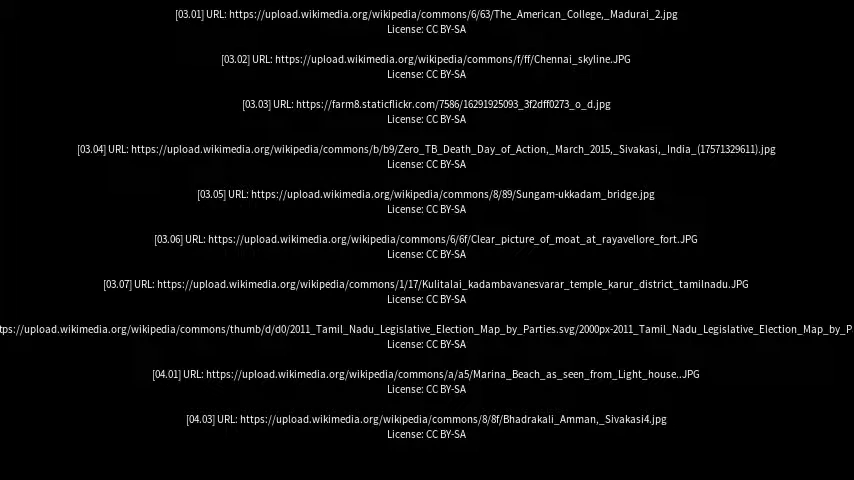 [03.01] URL: https://upload.wikimedia.org/wikipedia/commons/6/63/The_American_College,_Madurai_2.jpg
License: CC BY-SA
[03.02] URL: https://upload.wikimedia.org/wikipedia/commons/f/ff/Chennai_skyline.JPG
License: CC BY-SA
[03.03] URL: https://farm8.staticflickr.com/7586/16291925093_3f2dff0273_o_d.jpg
License: CC BY-SA
[03.04] URL: https://upload.wikimedia.org/wikipedia/commons/b/b9/Zero_TB_Death_Day_of_Action,_March_2015,_Sivakasi,_India_(17571329611).jpg
License: CC BY-SA
[03.05] URL: https://upload.wikimedia.org/wikipedia/commons/8/89/Sungam-ukkadam_bridge.jpg
License: CC BY-SA
[03.06] URL: https://upload.wikimedia.org/wikipedia/commons/6/6f/Clear_picture_of_moat_at_rayavellore_fort.JPG
License: CC BY-SA
[03.07] URL: https://upload.wikimedia.org/wikipedia/commons/1/17/Kulitalai_kadambavanesvarar_temple_karur_district_tamilnadu.JPG
License: CC BY-SA
tps://upload.wikimedia.org/wikipedia/commons/thumb/d/d0/2011_Tamil_Nadu_Legislative_Election_Map_by_Parties.svg/2000px-2011_Tamil_Nadu_Legislative_Election_Map_by_P
License: CC BY-SA
[04.01] URL: https://upload.wikimedia.org/wikipedia/commons/a/a5/Marina_Beach_as_seen_from_Light_house..JPG
License: CC BY-SA
[04.03] URL: https://upload.wikimedia.org/wikipedia/commons/8/8f/Bhadrakali_Amman,_Sivakasi4.jpg
License: CC BY-SA